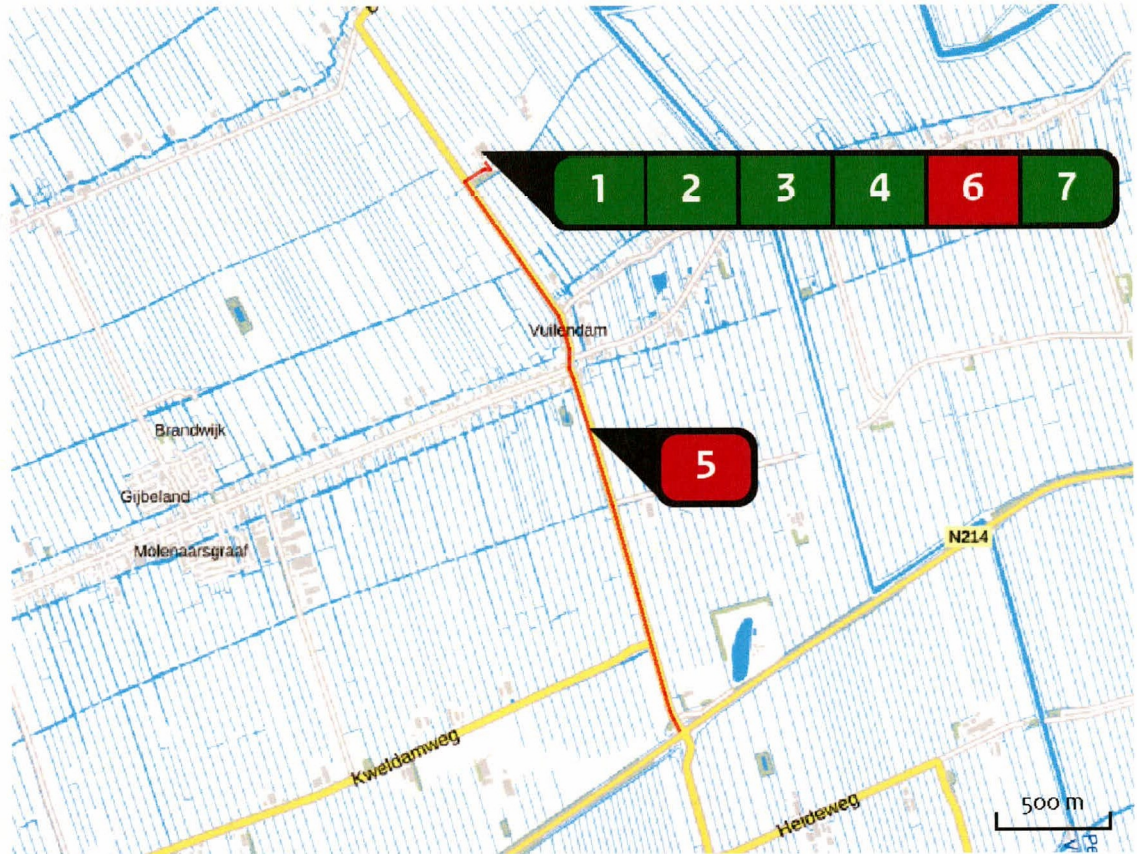 1 2 3 4 6 7
Vuilendam
Brandwijk
5
Gijbeland
N214
Molenaarsgraaf
Kweldamweg
Heideweg
500 m